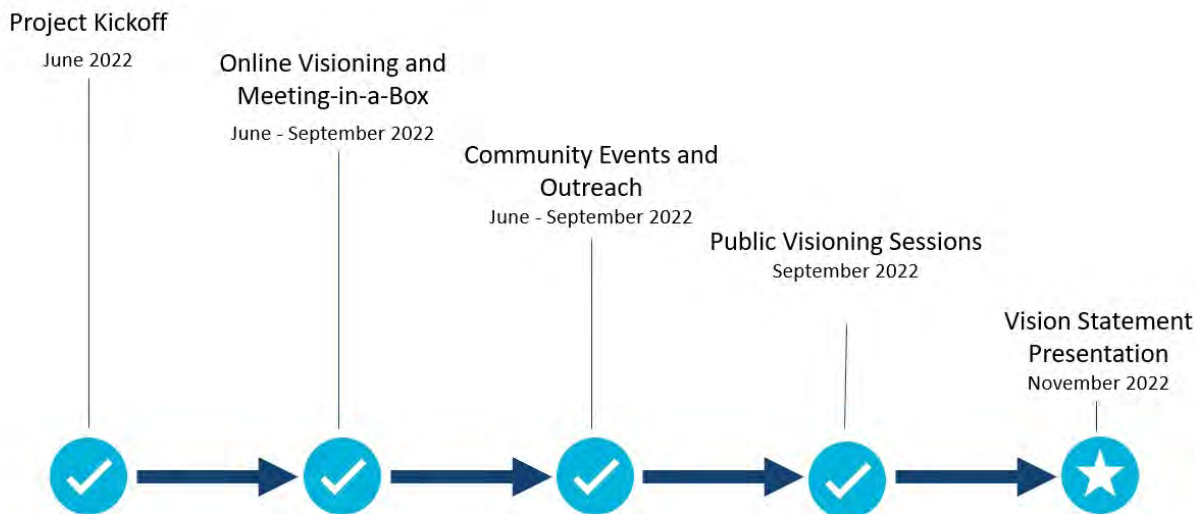 Project Kickoff
June 2022
Online Visioning and
Meeting-in-a-Box
June - September 2022
Community Events and
Outreach
June - September 2022
Public Visioning Sessions
September 2022
Vision Statement
Presentation
November 2022